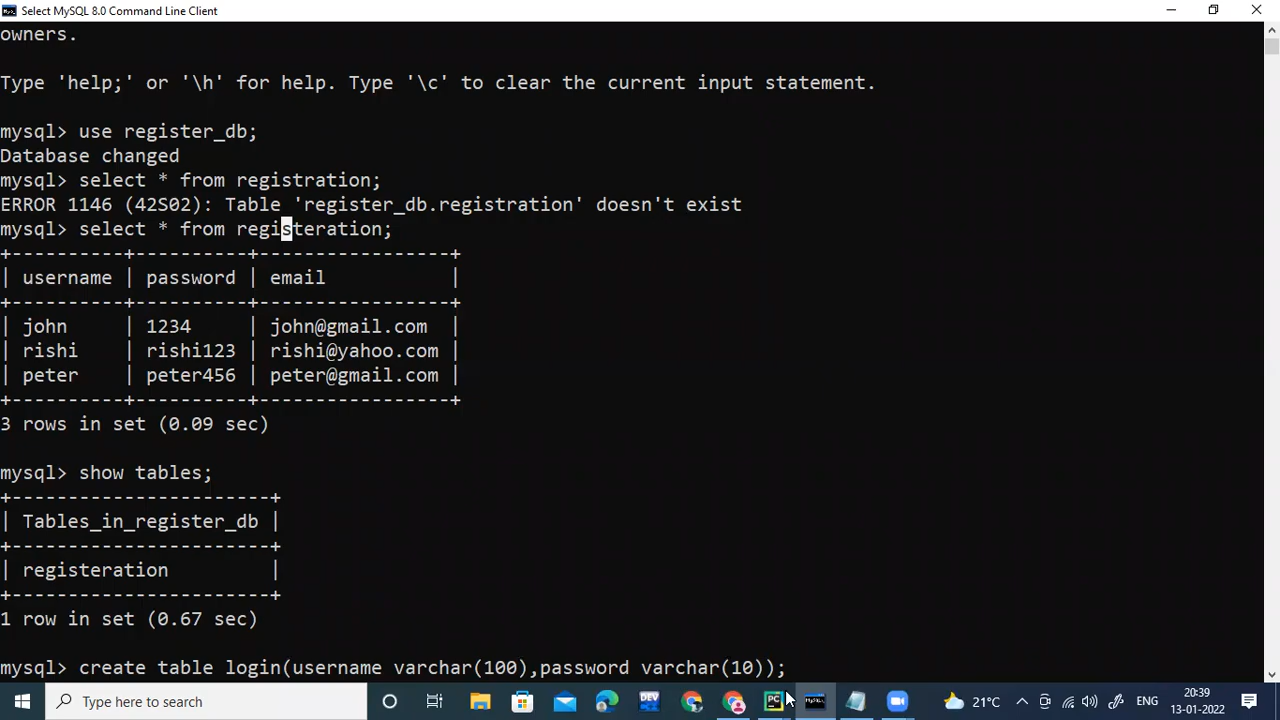 Select MySQL 8.0 Command Line Client
owners.
Type 'help;' or '\h' for help. Type '\c' to clear the current input statement.
mysql> use register_db;
Database changed
mysql> select * from registration;
ERROR 1146 (42S02): Table 'register_db.registration' doesn't exist
mysql> select * from registeration;
+----------+----------+-----------------+
| username | password | email           |
+----------+----------+-----------------+
| john     | 1234     | john@gmail.com  |
| rishi    | rishi123 | rishi@yahoo.com |
| peter    | peter456 | peter@gmail.com |
+----------+----------+-----------------+
3 rows in set (0.09 sec)
mysql> show tables;
+-----------------------+
| Tables_in_register_db |
+-----------------------+
| registeration         |
+-----------------------+
1 row in set (0.67 sec)
mysql> create table login(username varchar(100),password varchar(10));
Type here to search
DEV
PC
MySQL
21°C
ENG
20:39
13-01-2022